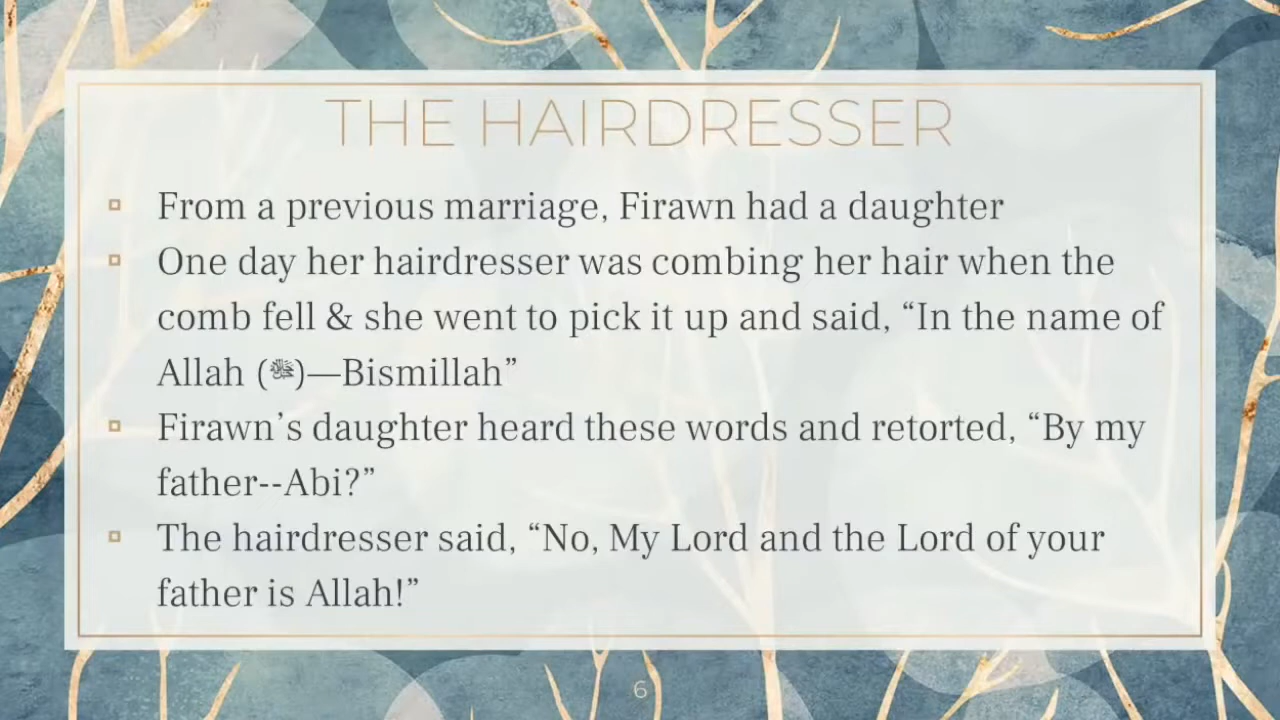 THE HAIRDRESSER
From a previous marriage, Firawn had a daughter
One day her hairdresser was combing her hair when the
comb fell & she went to pick it up and said, “In the name of
Allah (ﷻ)—Bismillah”
Firawn’s daughter heard these words and retorted, “By my
father--Abi?”
The hairdresser said, “No, My Lord and the Lord of your
father is Allah!”
6